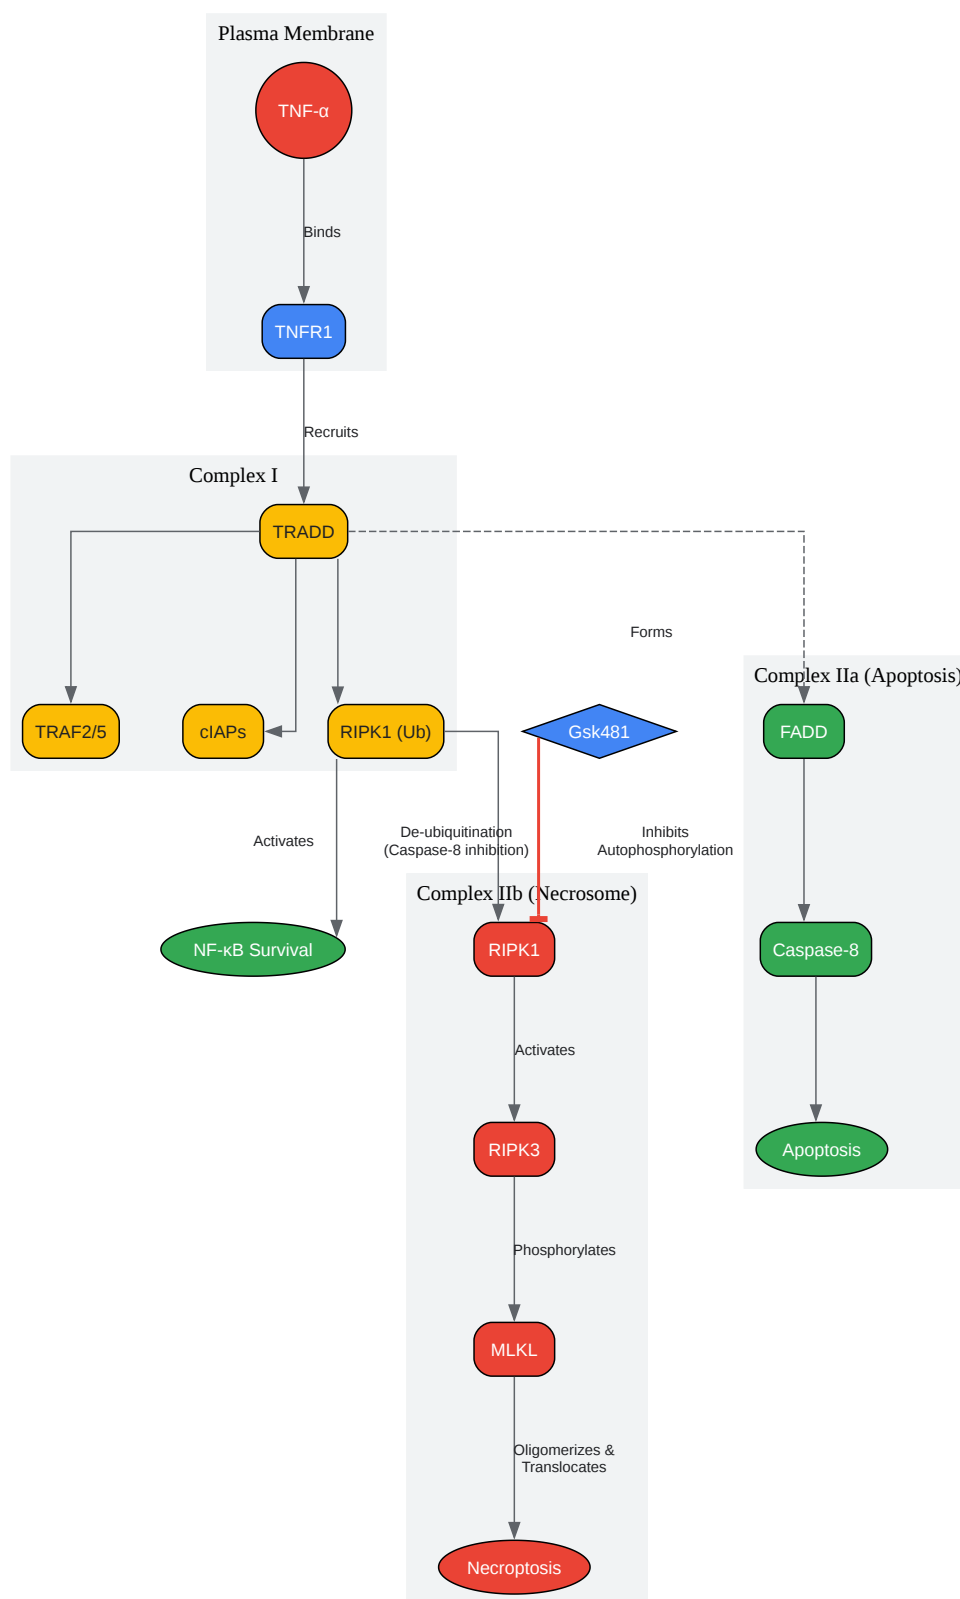 Plasma Membrane
TNF-α
Binds
TNFR1
Recruits
Complex I
TRADD
Forms
Complex IIa (Apoptosis)
TRAF2/5
cIAPs
RIPK1 (Ub)
Gsk481
FADD
Activates
De-ubiquitination
(Caspase-8 inhibition)
Inhibits
Autophosphorylation
Complex IIb (Necrosome)
NF-κB Survival
RIPK1
Caspase-8
Activates
RIPK3
Apoptosis
Phosphorylates
MLKL
Oligomerizes &
Translocates
Necroptosis